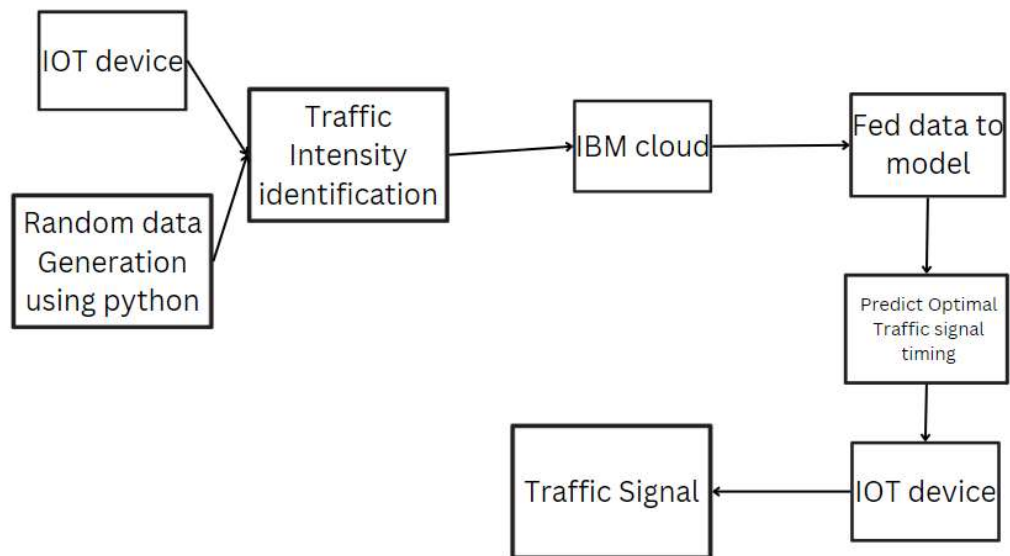 IOT device
Traffic
Intensity
identification
Random data
Generation
using python
IBM cloud
Fed data to
model
Predict Optimal
Traffic signal
timing
IOT device
Traffic Signal